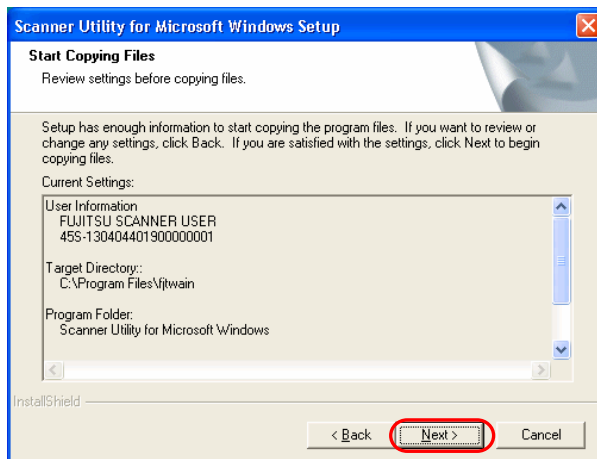 Scanner Utility for Microsoft Windows Setup
Start Copying Files
Review settings before copying files.
Setup has enough information to start copying the program files. If you want to review or
change any settings, click Back. If you are satisfied with the settings, click Next to begin
copying files.
Current Settings:
User Information
FUJITSU SCANNER USER
45S-130404401900000001
Target Directory::
C:\Program Files\fjtwain
Program Folder:
Scanner Utility for Microsoft Windows
InstallShield
< Back
Next >
Cancel